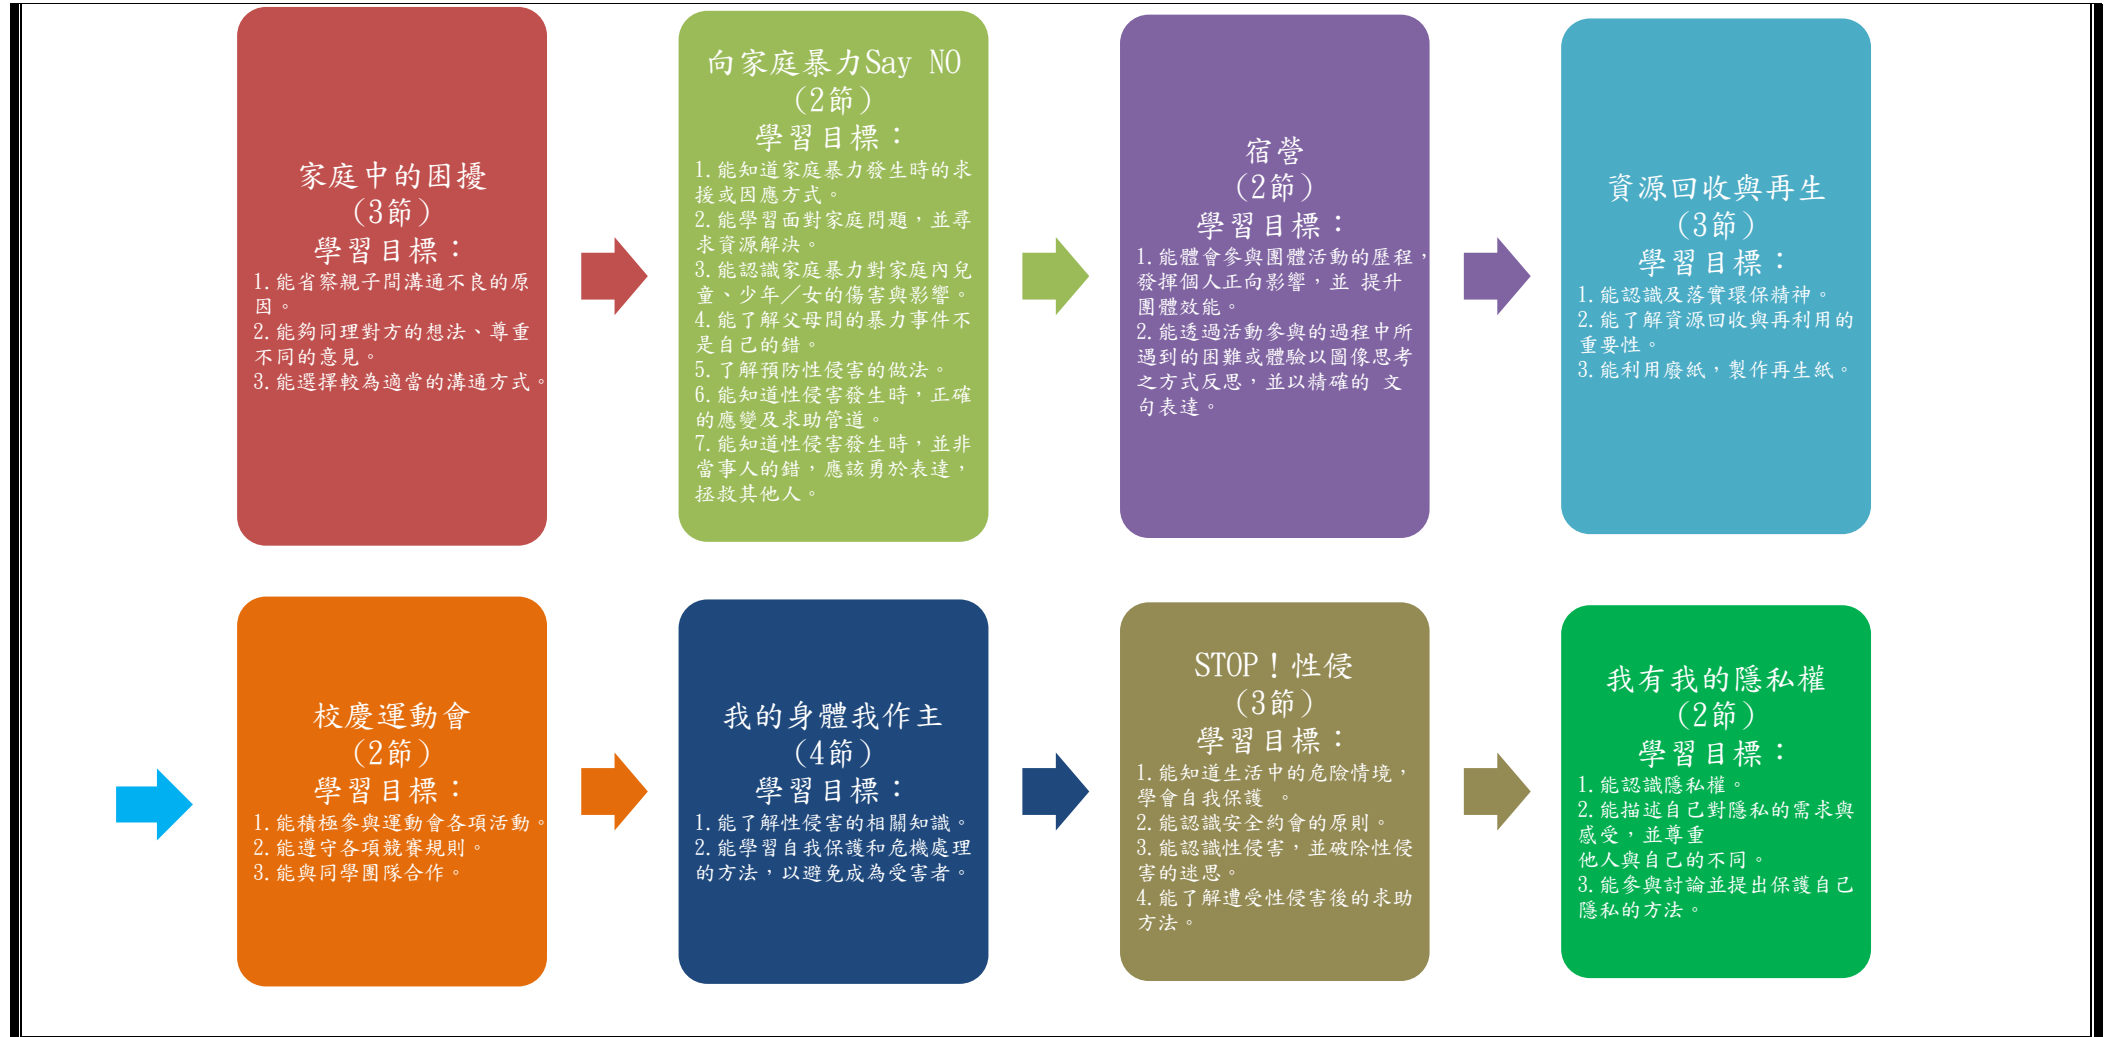 家庭中的困擾
(3節)
學習目標：
1.能省察親子間溝通不良的原
因。
2.能夠同理對方的想法、尊重
不同的意見。
3.能選擇較為適當的溝通方式。
向家庭暴力Say NO
(2節)
學習目標：
1.能知道家庭暴力發生時的求
援或因應方式。
2.能學習面對家庭問題，並尋
求資源解決。
3.能認識家庭暴力對家庭內兒
童、少年／女的傷害與影響。
4.能了解父母間的暴力事件不
是自己的錯。
5.了解預防性侵害的做法。
6.能知道性侵害發生時，正確
的應變及求助管道。
7.能知道性侵害發生時，並非
當事人的錯，應該勇於表達，
拯救其他人。
宿營
(2節)
學習目標：
1.能體會參與團體活動的歷程，
發揮個人正向影響，並 提升
團體效能。
2.能透過活動參與的過程中所
遇到的困難或體驗以圖像思考
之方式反思，並以精確的 文
句表達。
資源回收與再生
(3節)
學習目標：
1.能認識及落實環保精神。
2.能了解資源回收與再利用的
重要性。
3.能利用廢紙，製作再生紙。
校慶運動會
(2節)
學習目標：
1.能積極參與運動會各項活動。
2.能遵守各項競賽規則。
3.能與同學團隊合作。
我的身體我作主
(4節)
學習目標：
1.能了解性侵害的相關知識。
2.能學習自我保護和危機處理
的方法，以避免成為受害者。
STOP！性侵
(3節)
學習目標：
1.能知道生活中的危險情境，
學會自我保護 。
2.能認識安全約會的原則。
3.能認識性侵害，並破除性侵
害的迷思。
4.能了解遭受性侵害後的求助
方法。
我有我的隱私權
(2節)
學習目標：
1.能認識隱私權。
2.能描述自己對隱私的需求與
感受，並尊重
他人與自己的不同。
3.能參與討論並提出保護自己
隱私的方法。